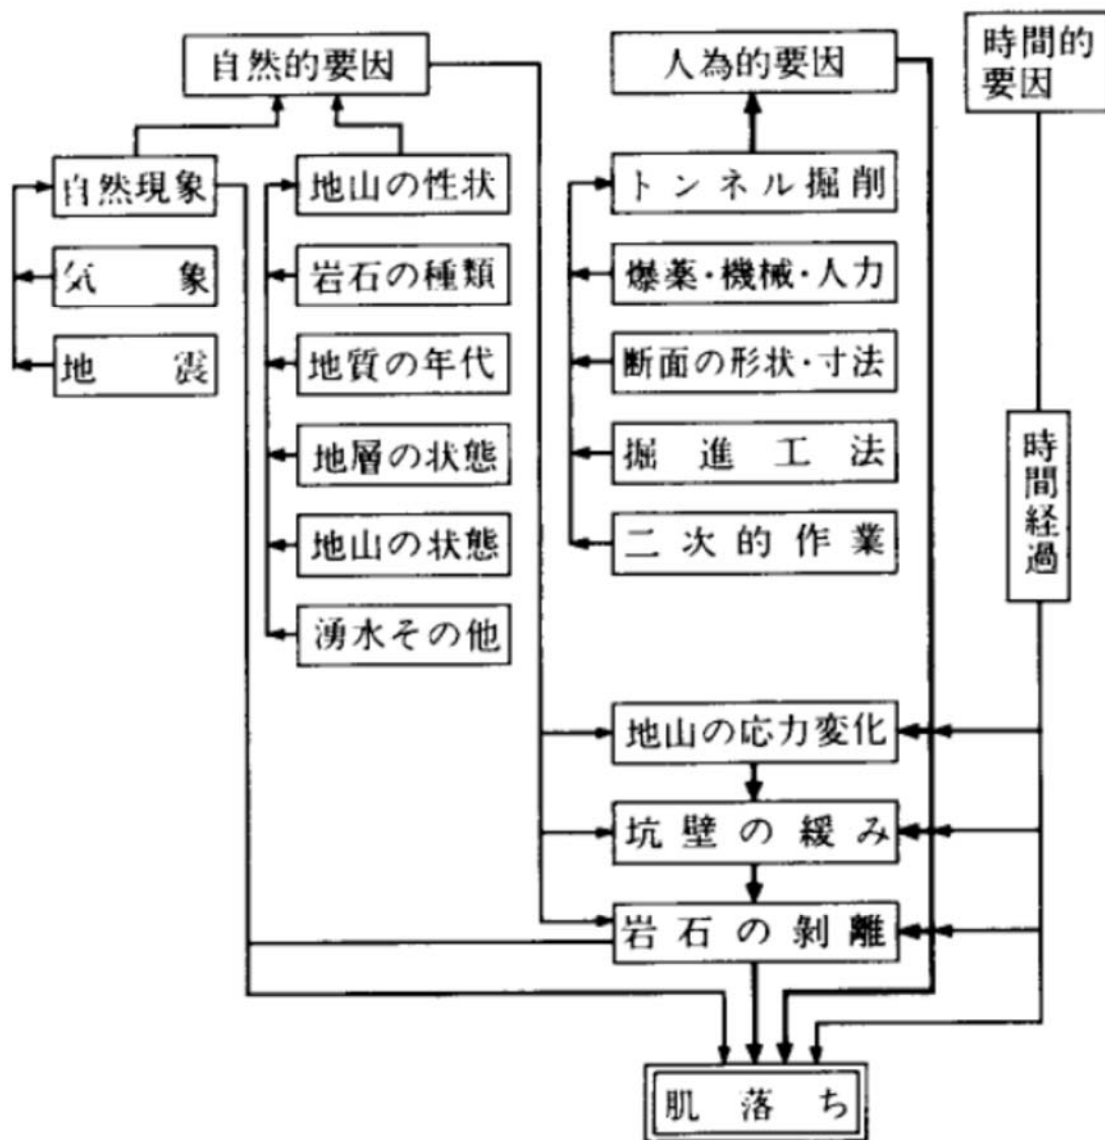 自然的要因
人為的要因
時間的
要因
自然現象
気象
地震
地山の性状
岩石の種類
地質の年代
地層の状態
地山の状態
湧水その他
トンネル掘削
爆薬・機械・人力
断面の形状・寸法
掘進工法
二次的作業
時間経過
地山の応力変化
坑壁の緩み
岩石の剝離
肌落ち